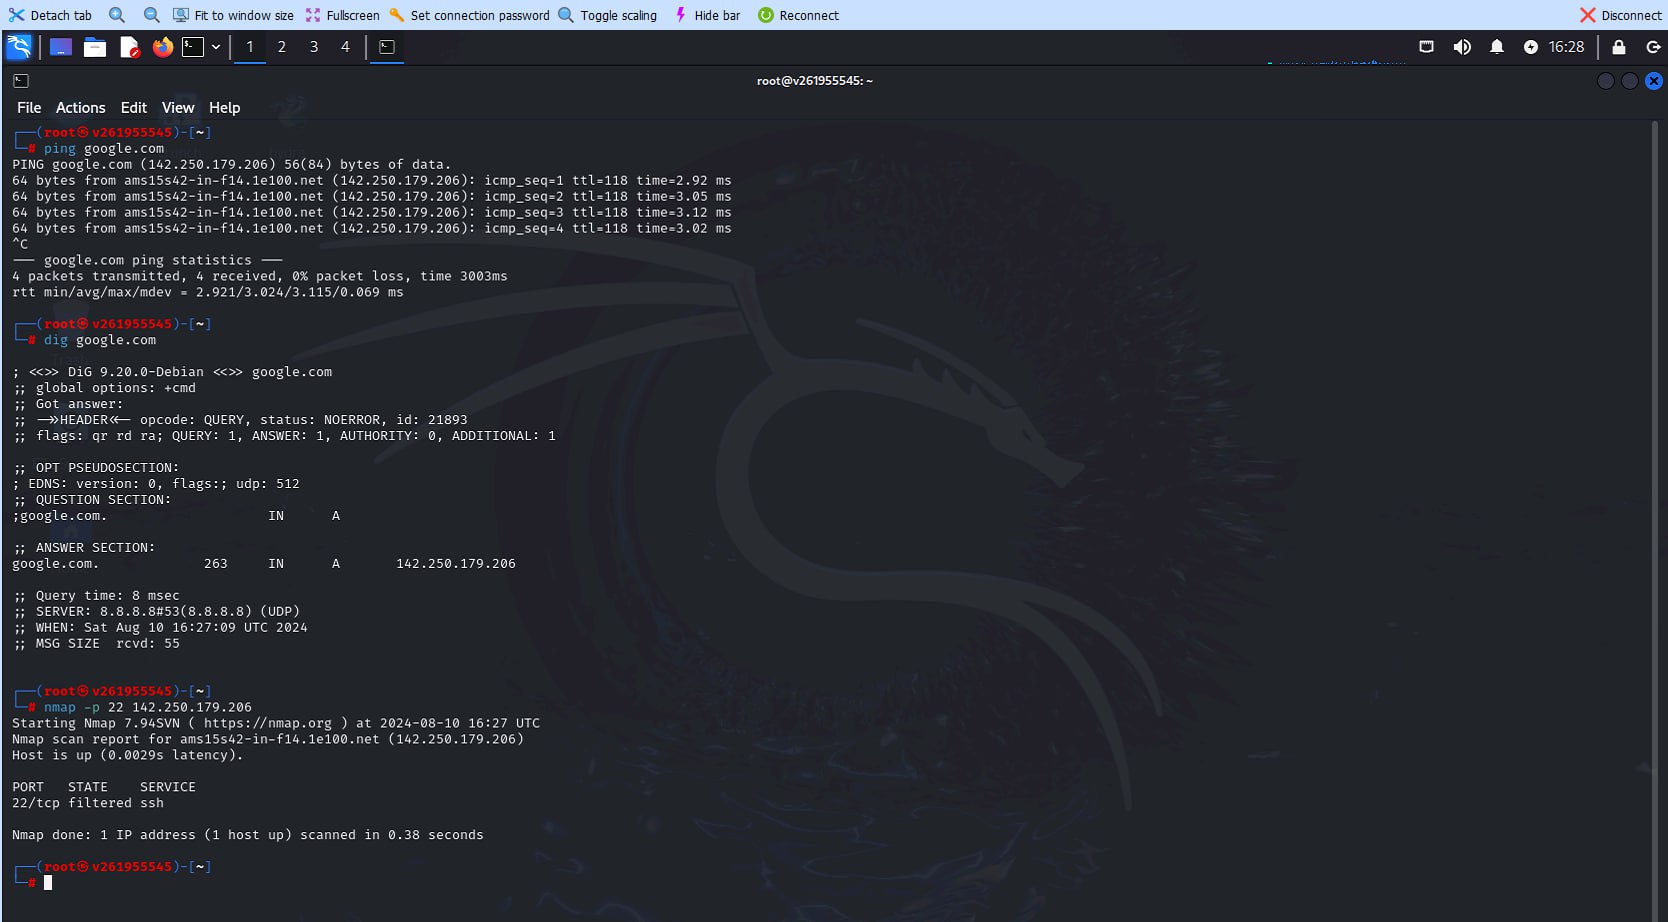 Detach tab Fit to window size Fullscreen Set connection password Toggle scaling Hide bar Reconnect Disconnect
1 2 3 4 16:28
root@v261955545: ~
File Actions Edit View Help
┌──(root㉿v261955545)-[~]
└─# ping google.com
PING google.com (142.250.179.206) 56(84) bytes of data.
64 bytes from ams15s42-in-f14.1e100.net (142.250.179.206): icmp_seq=1 ttl=118 time=2.92 ms
64 bytes from ams15s42-in-f14.1e100.net (142.250.179.206): icmp_seq=2 ttl=118 time=3.05 ms
64 bytes from ams15s42-in-f14.1e100.net (142.250.179.206): icmp_seq=3 ttl=118 time=3.12 ms
64 bytes from ams15s42-in-f14.1e100.net (142.250.179.206): icmp_seq=4 ttl=118 time=3.02 ms
^C
--- google.com ping statistics ---
4 packets transmitted, 4 received, 0% packet loss, time 3003ms
rtt min/avg/max/mdev = 2.921/3.024/3.115/0.069 ms
┌──(root㉿v261955545)-[~]
└─# dig google.com
; <<>> DiG 9.20.0-Debian <<>> google.com
;; global options: +cmd
;; Got answer:
;; ->>HEADER<<- opcode: QUERY, status: NOERROR, id: 21893
;; flags: qr rd ra; QUERY: 1, ANSWER: 1, AUTHORITY: 0, ADDITIONAL: 1
;; OPT PSEUDOSECTION:
; EDNS: version: 0, flags:; udp: 512
;; QUESTION SECTION:
;google.com. IN A
;; ANSWER SECTION:
google.com. 263 IN A 142.250.179.206
;; Query time: 8 msec
;; SERVER: 8.8.8.8#53(8.8.8.8) (UDP)
;; WHEN: Sat Aug 10 16:27:09 UTC 2024
;; MSG SIZE rcvd: 55
┌──(root㉿v261955545)-[~]
└─# nmap -p 22 142.250.179.206
Starting Nmap 7.94SVN ( https://nmap.org ) at 2024-08-10 16:27 UTC
Nmap scan report for ams15s42-in-f14.1e100.net (142.250.179.206)
Host is up (0.0029s latency).
PORT STATE SERVICE
22/tcp filtered ssh
Nmap done: 1 IP address (1 host up) scanned in 0.38 seconds
┌──(root㉿v261955545)-[~]
└─#